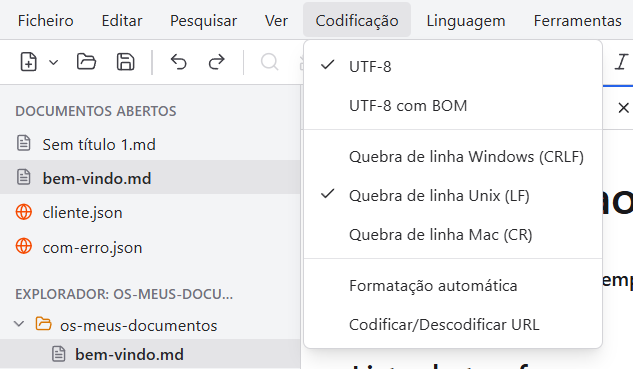 Ficheiro Editar Pesquisar Ver Codificação Linguagem Ferramentas
UTF-8
UTF-8 com BOM
Quebra de linha Windows (CRLF)
Quebra de linha Unix (LF)
Quebra de linha Mac (CR)
Formatação automática
Codificar/Descodificar URL
DOCUMENTOS ABERTOS
Sem título 1.md
bem-vindo.md
cliente.json
com-erro.json
EXPLORADOR: OS-MEUS-DOCU...
os-meus-documentos
bem-vindo.md